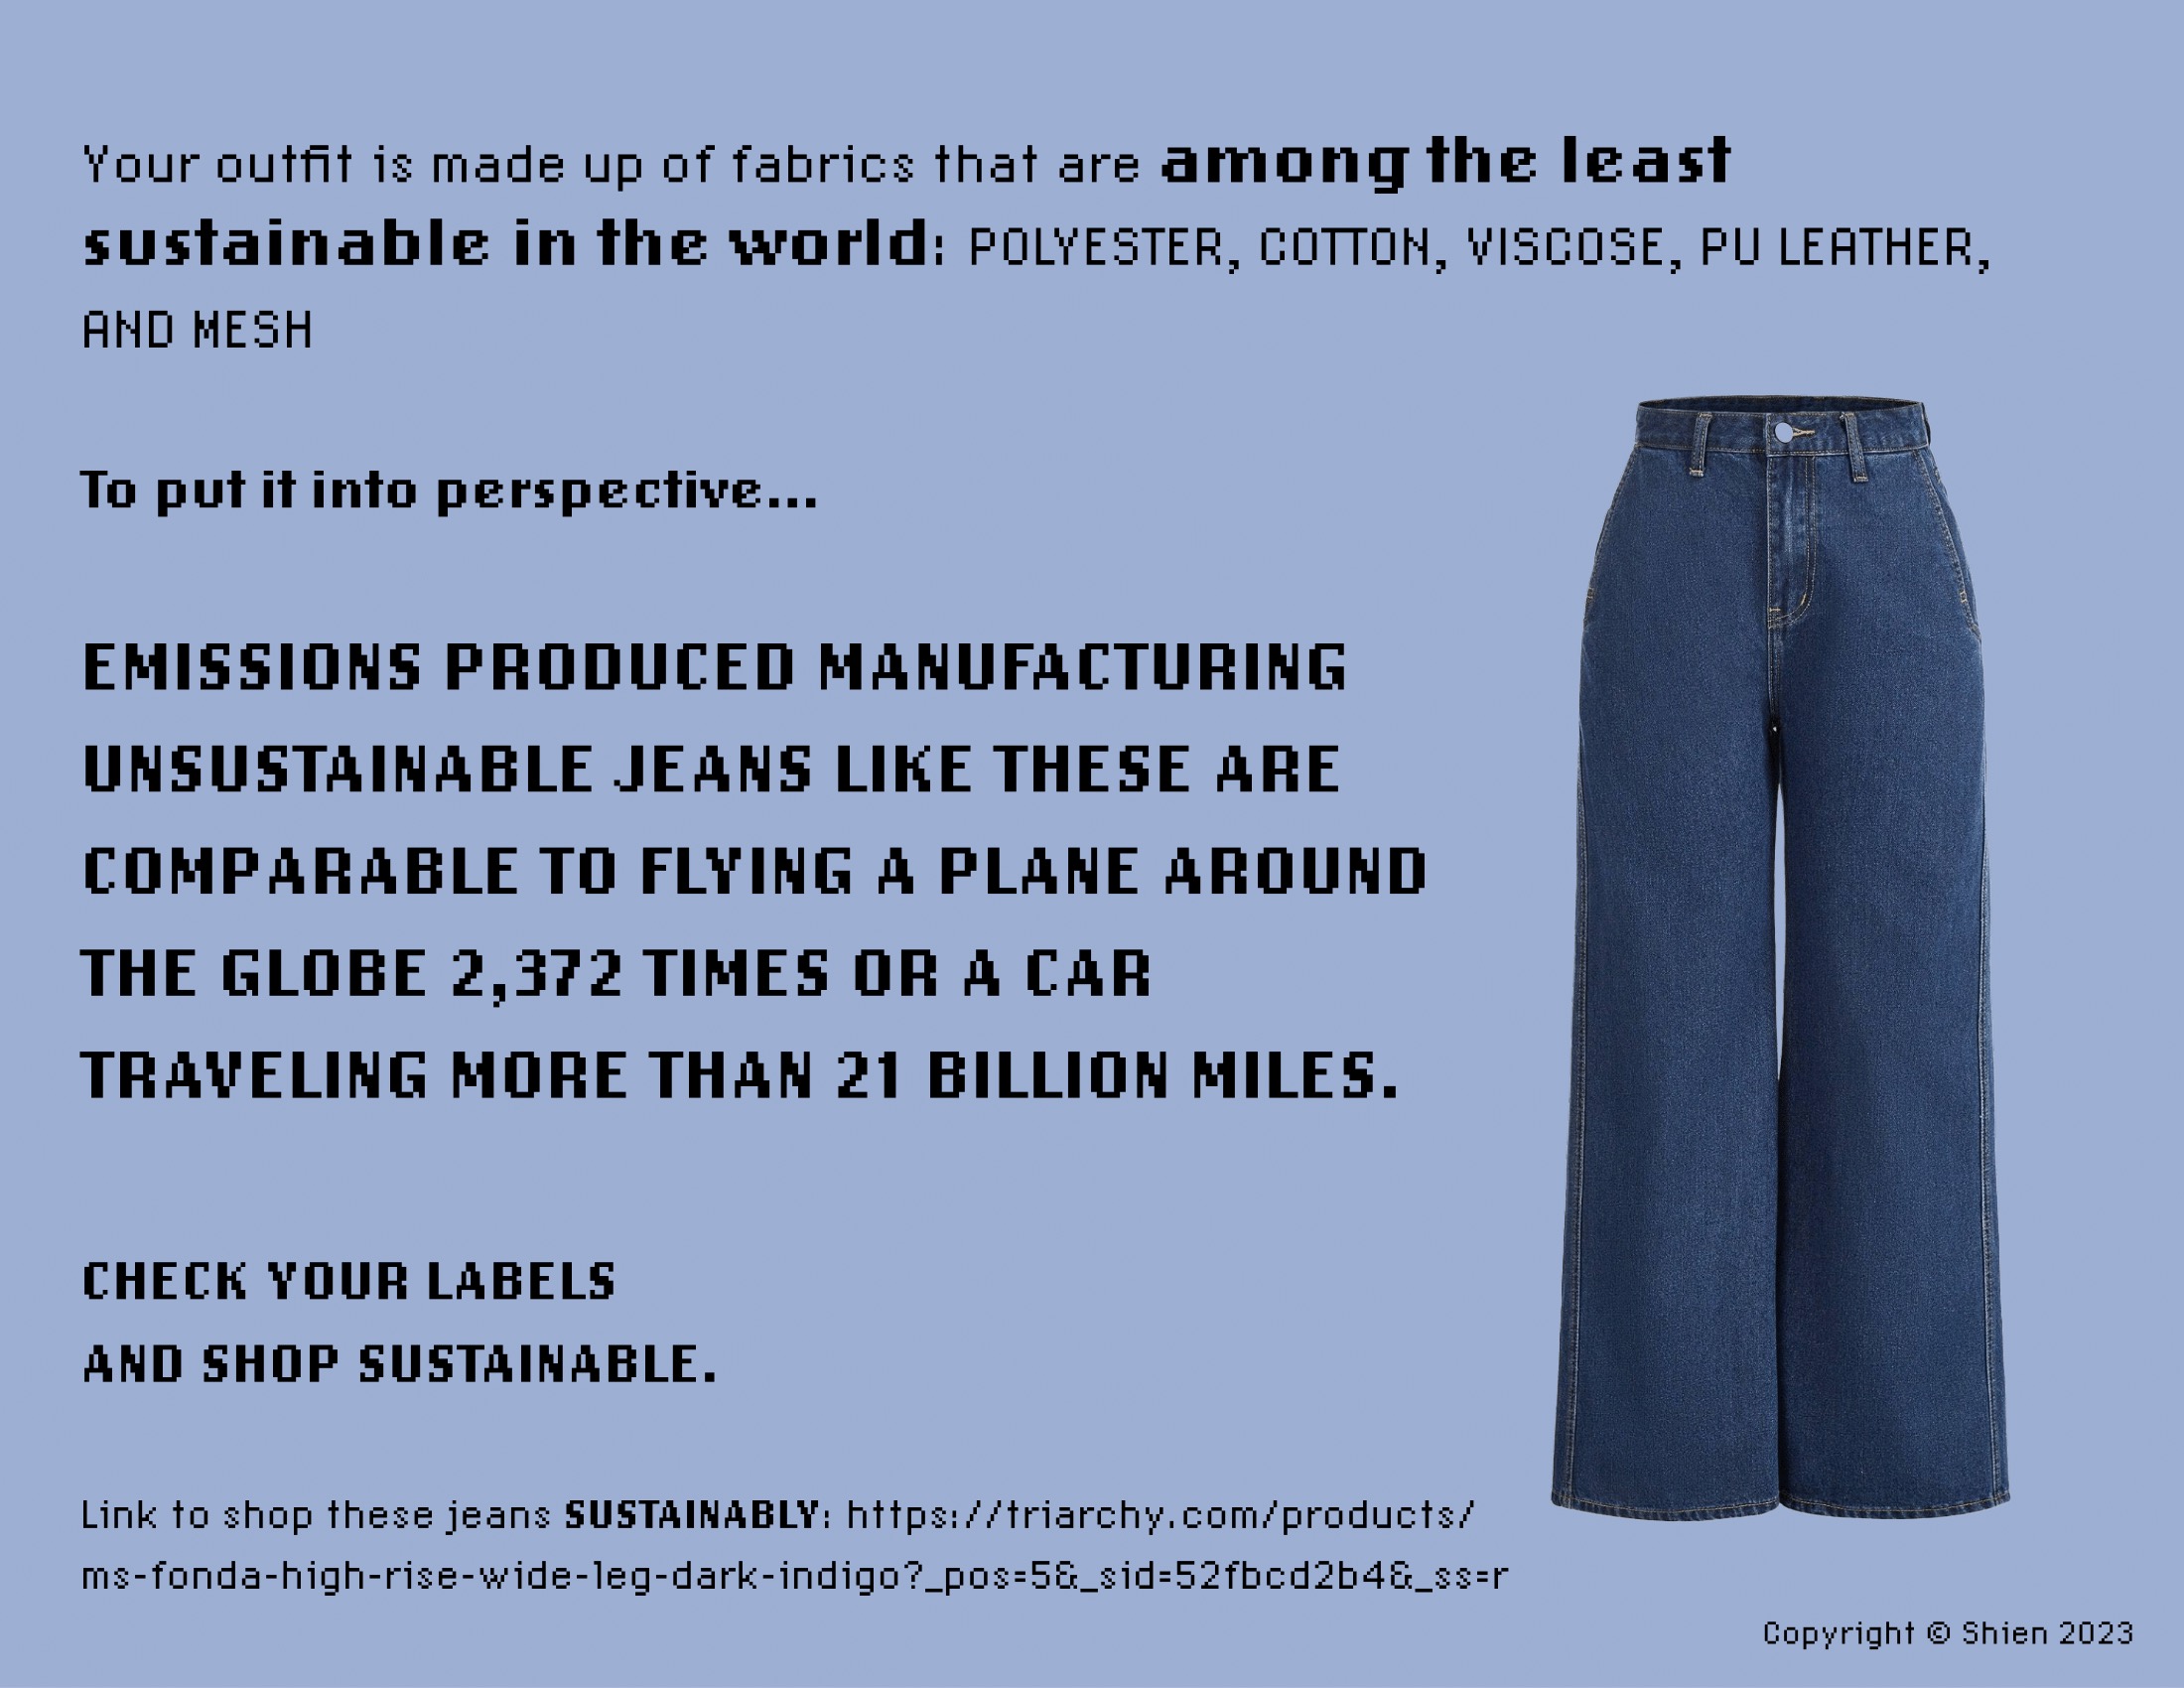 Your outfit is made up of fabrics that are among the least
sustainable in the world: POLYESTER, COTTON, VISCOSE, PU LEATHER,
AND MESH
To put it into perspective...
EMISSIONS PRODUCED MANUFACTURING
UNSUSTAINABLE JEANS LIKE THESE ARE
COMPARABLE TO FLYING A PLANE AROUND
THE GLOBE 2,372 TIMES OR A CAR
TRAVELING MORE THAN 21 BILLION MILES.
CHECK YOUR LABELS
AND SHOP SUSTAINABLE.
Link to shop these jeans SUSTAINABLY: https://triarchy.com/products/
ms-fonda-high-rise-wide-leg-dark-indigo?_pos=5&_sid=52fbcd2b4&_ss=r
Copyright © Shien 2023